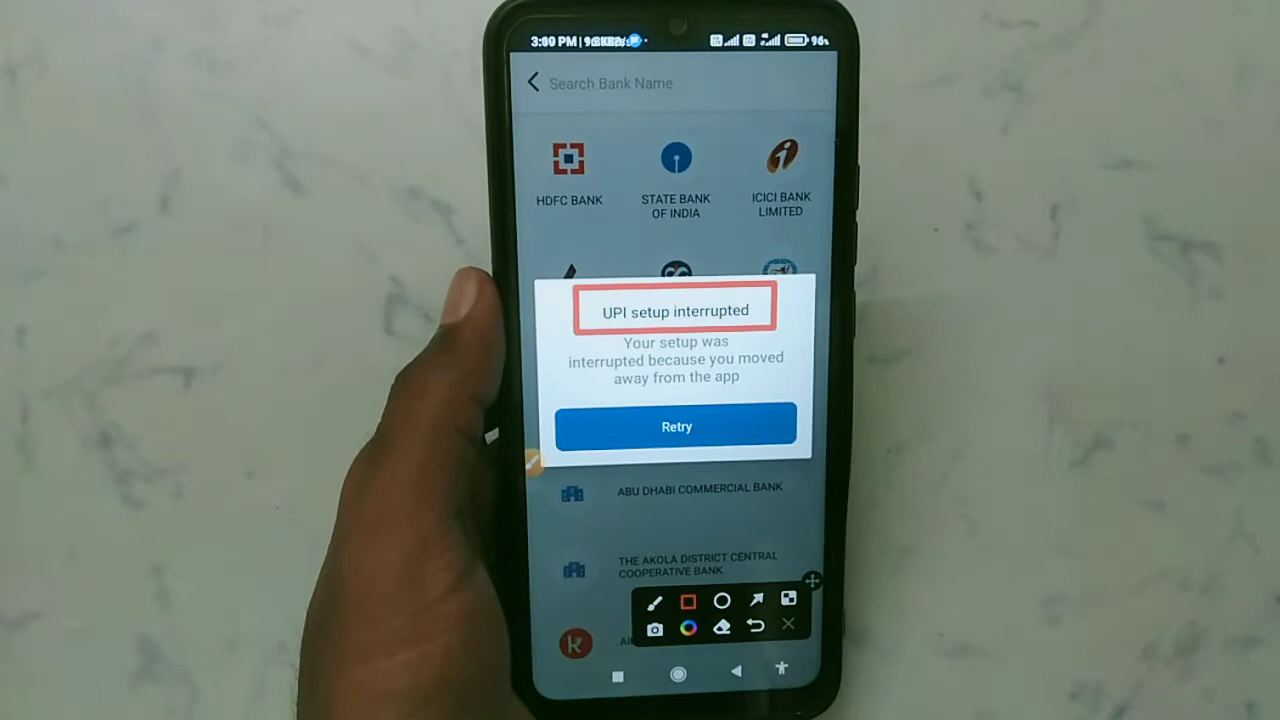 3:00 PM |
96%
Search Bank Name
HDFC BANK
STATE BANK
OF INDIA
ICICI BANK
LIMITED
UPI setup interrupted
Your setup was
interrupted because you moved
away from the app
Retry
ABU DHABI COMMERCIAL BANK
THE AKOLA DISTRICT CENTRAL
COOPERATIVE BANK